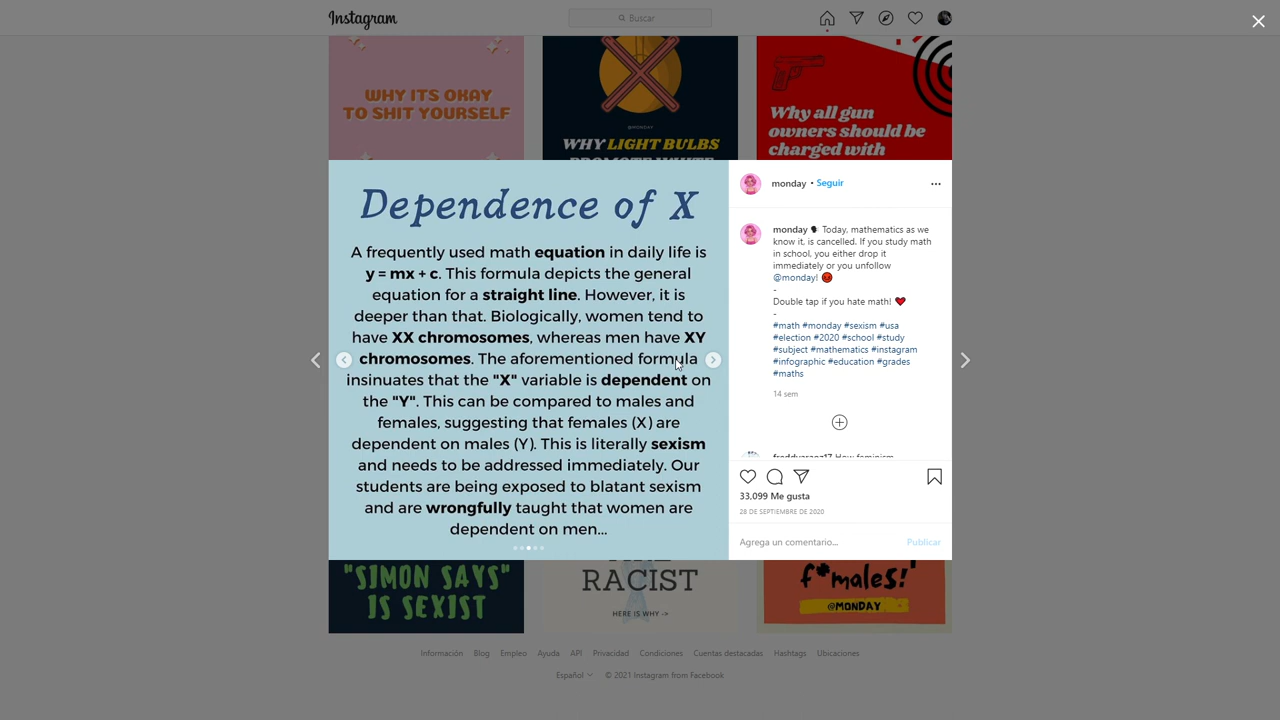 Instagram
Buscar
WHY ITS OKAY
TO SHIT YOURSELF
@MONDAY
WHY LIGHT BULBS
PROMOTE WHITE
Why all gun
owners should be
charged with
Dependence of X
A frequently used math equation in daily life is
y = mx + c. This formula depicts the general
equation for a straight line. However, it is
deeper than that. Biologically, women tend to
have XX chromosomes, whereas men have XY
chromosomes. The aforementioned formula
insinuates that the "X" variable is dependent on
the "Y". This can be compared to males and
females, suggesting that females (X) are
dependent on males (Y). This is literally sexism
and needs to be addressed immediately. Our
students are being exposed to blatant sexism
and are wrongfully taught that women are
dependent on men...
monday • Seguir
monday 🗣 Today, mathematics as we
know it, is cancelled. If you study math
in school, you either drop it
immediately or you unfollow
@monday! 😡
-
Double tap if you hate math! ❤
-
#math #monday #sexism #usa
#election #2020 #school #study
#subject #mathematics #instagram
#infographic #education #grades
#maths
14 sem
33,099 Me gusta
28 DE SEPTIEMBRE DE 2020
Agrega un comentario...
Publicar
"SIMON SAYS"
IS SEXIST
RACIST
HERE IS WHY ->
f*males!"
@MONDAY
Información
Blog
Empleo
Ayuda
API
Privacidad
Condiciones
Cuentas destacadas
Hashtags
Ubicaciones
Español
© 2021 Instagram from Facebook